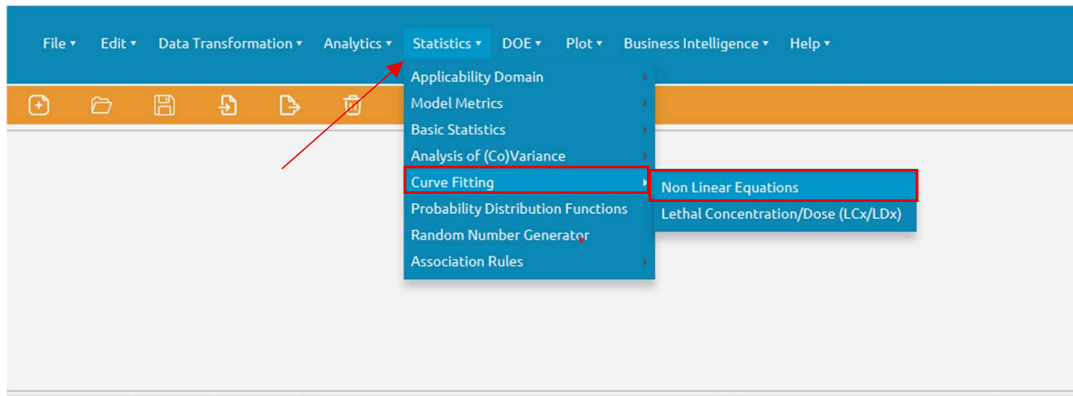 File Edit Data Transformation Analytics Statistics DOE Plot Business Intelligence Help
Applicability Domain
Model Metrics
Basic Statistics
Analysis of (Co)Variance
Curve Fitting
Non Linear Equations
Probability Distribution Functions
Lethal Concentration/Dose (LCx/LDx)
Random Number Generator
Association Rules